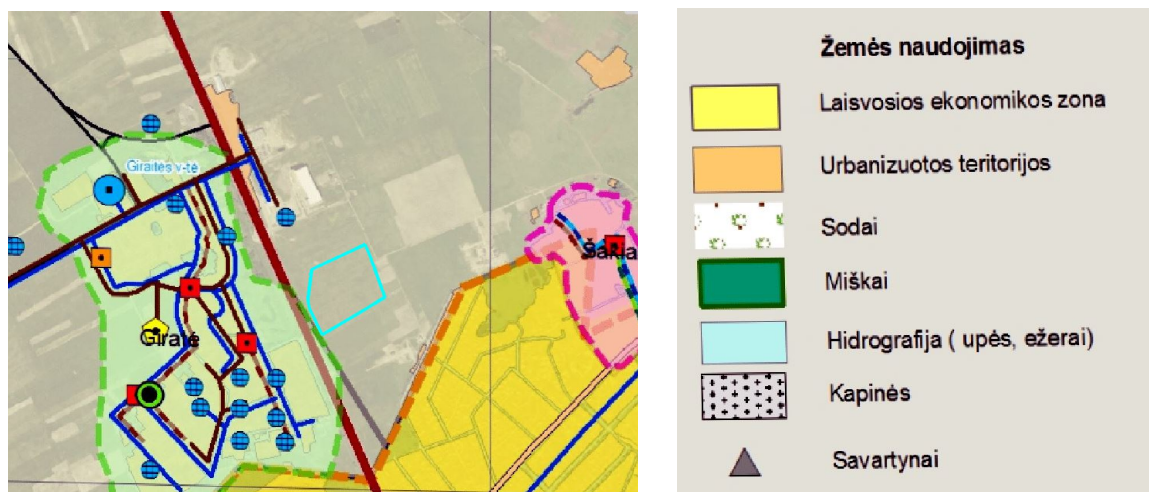 Giraitės v-tė
Giraitė
Šakia
Žemės naudojimas
Laisvosios ekonomikos zona
Urbanizuotos teritorijos
Sodai
Miškai
Hidrografija ( upės, ežerai)
Kapinės
Savartynai